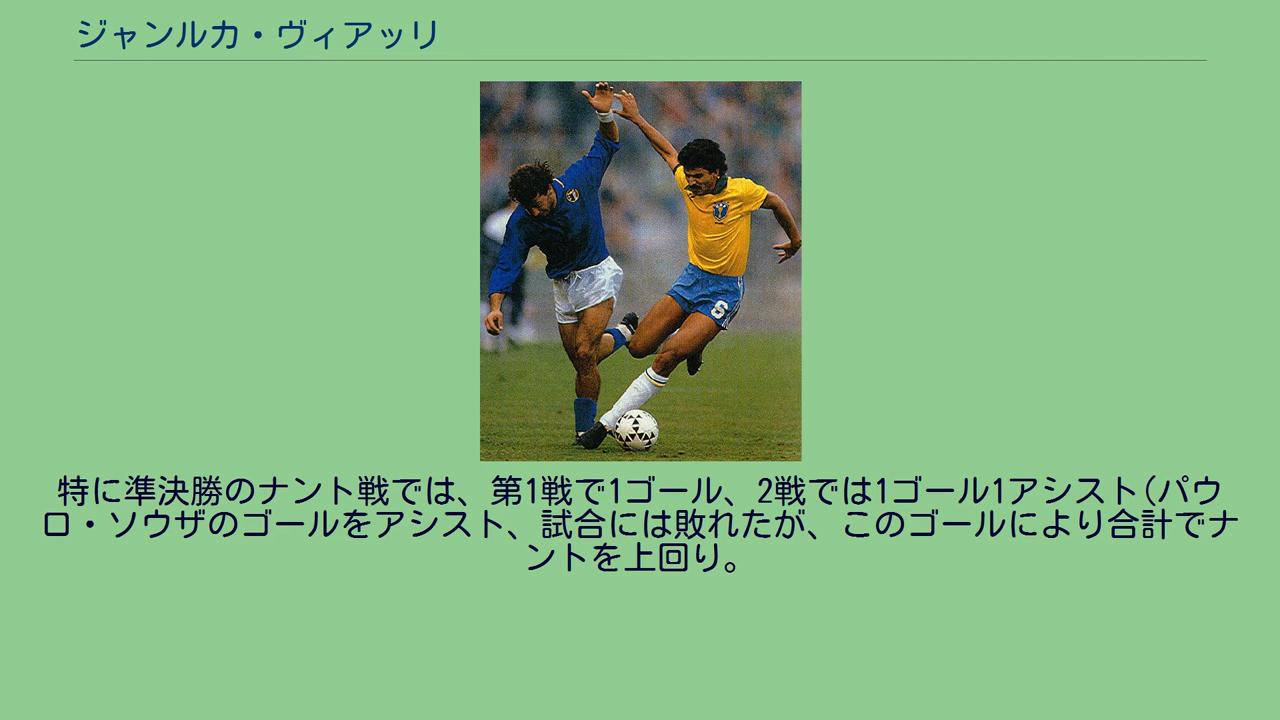 ジャンルカ・ヴィアッリ
6
特に準決勝のナント戦では、第1戦で1ゴール、2戦では1ゴール1アシスト(パウ
ロ・ソウザのゴールをアシスト、試合には敗れたが、このゴールにより合計でナ
ントを上回り。